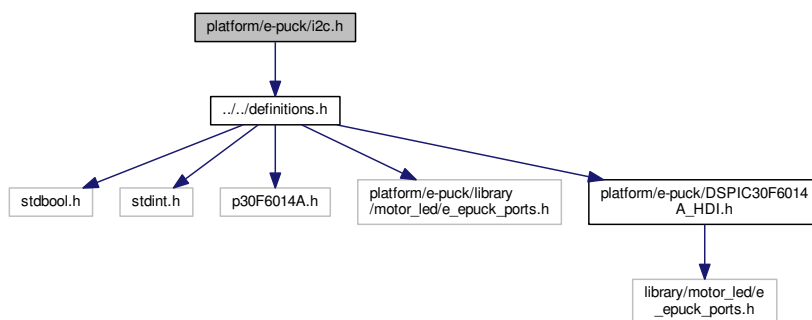 platform/e-puck/i2c.h
../../definitions.h
stdbool.h
stdint.h
p30F6014A.h
platform/e-puck/library
/motor_led/e_epuck_ports.h
platform/e-puck/DSPIC30F6014
A_HDI.h
library/motor_led/e
_epuck_ports.h